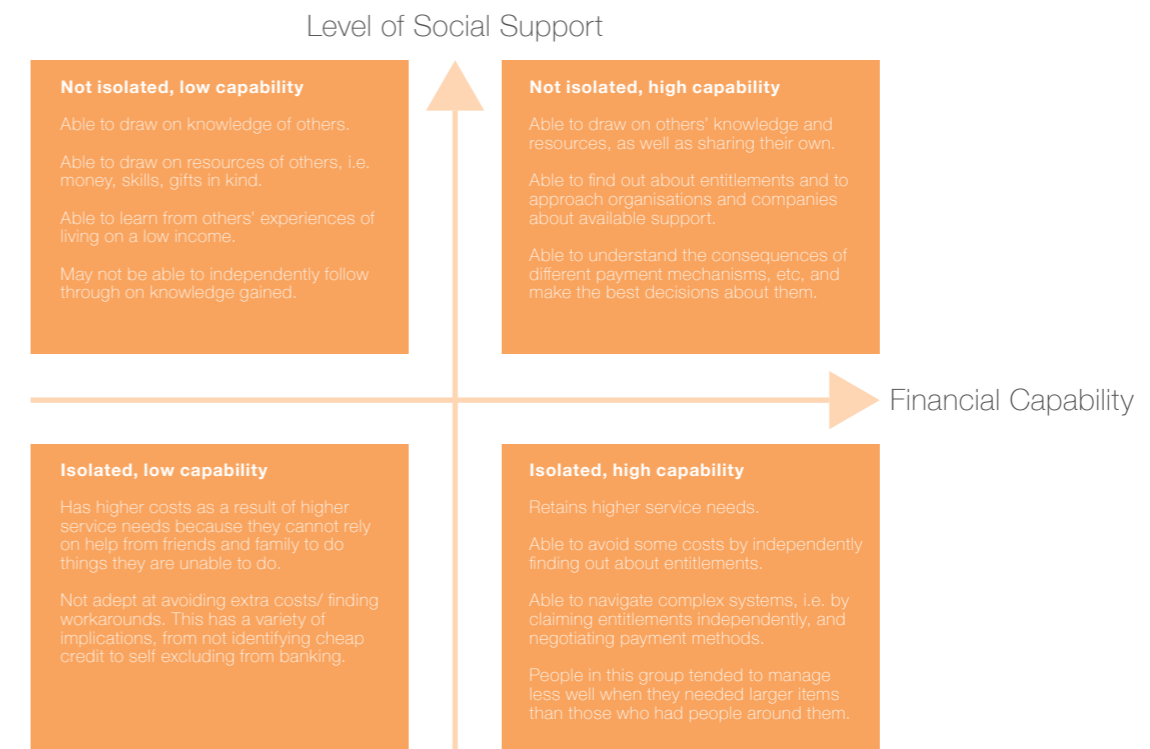 Level of Social Support
Not isolated, low capability
Able to draw on knowledge of others.
Able to draw on resources of others, i.e.
money, skills, gifts in kind.
Able to learn from others' experiences of
living on a low income.
May not be able to independently follow
through on knowledge gained.
Not isolated, high capability
Able to draw on others' knowledge and
resources, as well as sharing their own.
Able to find out about entitlements and to
approach organisations and companies
about available support.
Able to understand the consequences of
different payment mechanisms, etc, and
make the best decisions about them.
Financial Capability
Isolated, low capability
Has higher costs as a result of higher
service needs because they cannot rely
on help from friends and family to do
things they are unable to do.
Not adept at avoiding extra costs/ finding
workarounds. This has a variety of
implications, from not identifying cheap
credit to self excluding from banking.
Isolated, high capability
Retains higher service needs.
Able to avoid some costs by independently
finding out about entitlements.
Able to navigate complex systems, i.e. by
claiming entitlements independently, and
negotiating payment methods.
People in this group tended to manage
less well when they needed larger items
than those who had people around them.